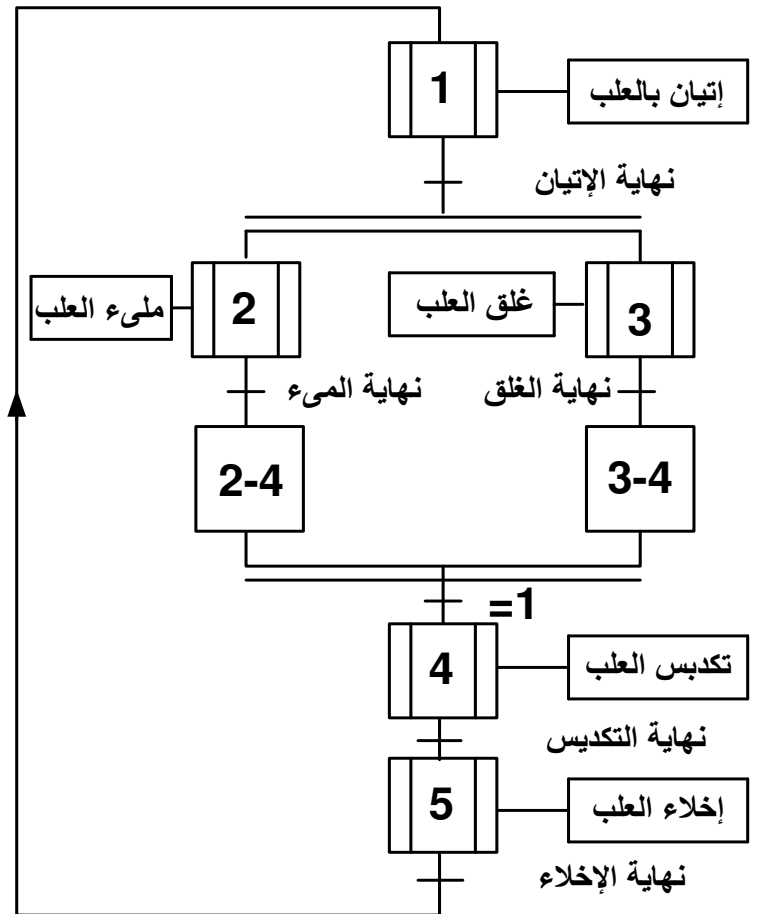 1
إتيان بالعلب
نهاية الإتيان
ملىء العلب
2
غلق العلب
3
نهاية المىء
نهاية الغلق
2-4
3-4
=1
4
تكدبس العلب
نهاية التكديس
5
إخلاء العلب
نهاية الإخلاء